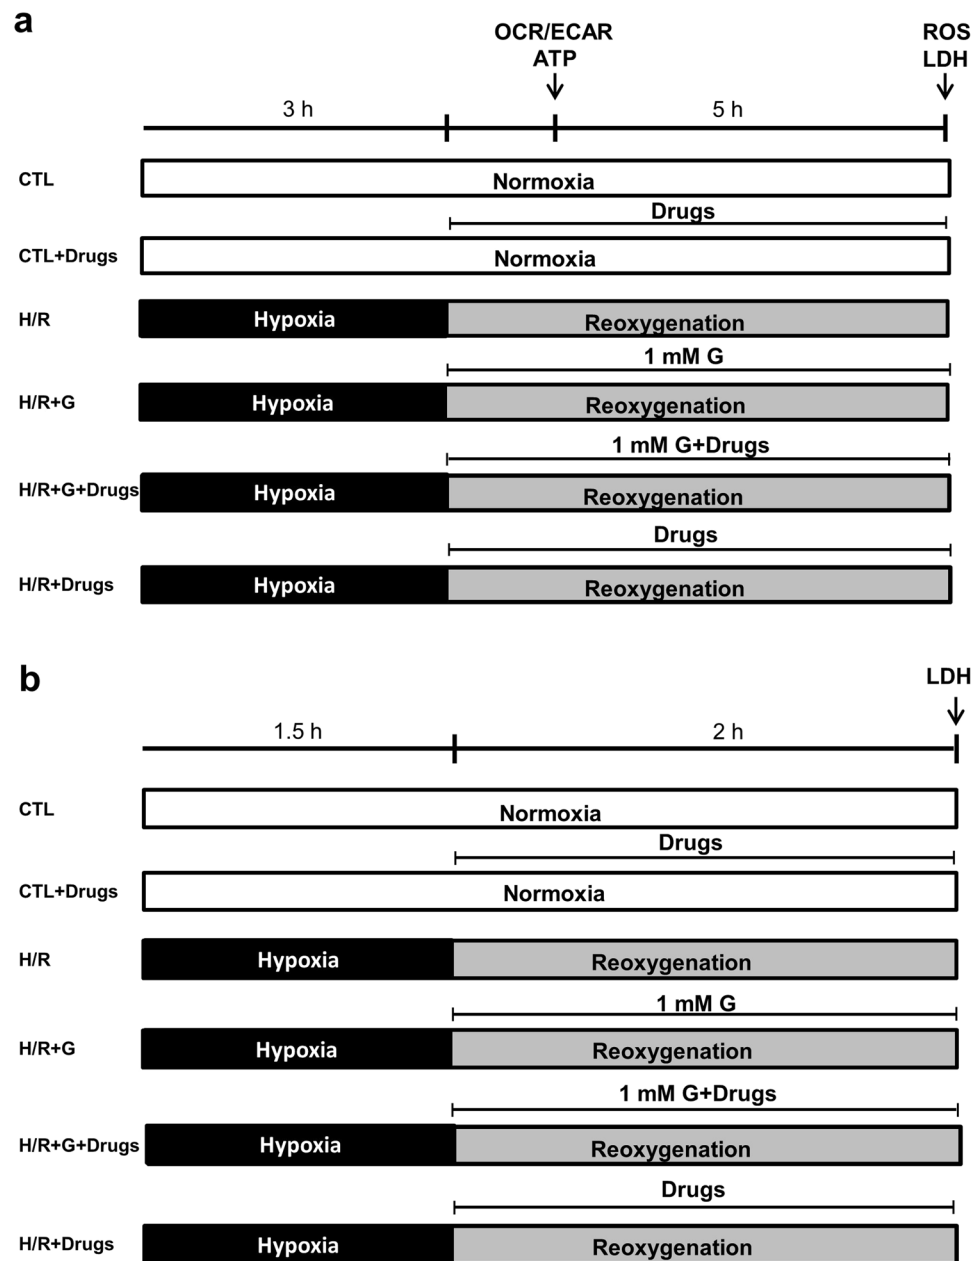 a
OCR/ECAR
ATP
ROS
LDH
3 h
5 h
CTL
Normoxia
Drugs
CTL+Drugs
Normoxia
H/R
Hypoxia
Reoxygenation
1 mM G
H/R+G
Hypoxia
Reoxygenation
1 mM G+Drugs
H/R+G+Drugs
Hypoxia
Reoxygenation
Drugs
H/R+Drugs
Hypoxia
Reoxygenation
b
LDH
1.5 h
2 h
CTL
Normoxia
Drugs
CTL+Drugs
Normoxia
H/R
Hypoxia
Reoxygenation
1 mM G
H/R+G
Hypoxia
Reoxygenation
1 mM G+Drugs
H/R+G+Drugs
Hypoxia
Reoxygenation
Drugs
H/R+Drugs
Hypoxia
Reoxygenation